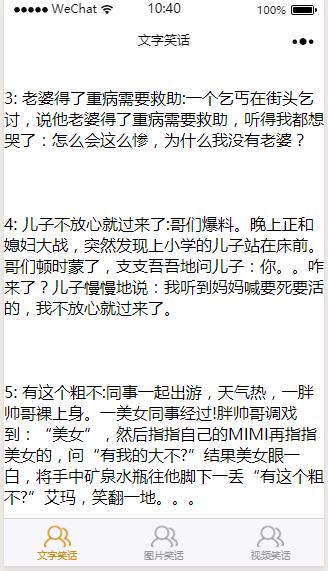 WeChat 10:40 100%
文字笑话
3: 老婆得了重病需要救助:一个乞丐在街头乞
讨，说他老婆得了重病需要救助，听得我都想
哭了：怎么会这么惨，为什么我没有老婆？
4: 儿子不放心就过来了:哥们爆料。晚上正和
媳妇大战，突然发现上小学的儿子站在床前。
哥们顿时蒙了，支支吾吾地问儿子：你。。咋
来了？儿子慢慢地说：我听到妈妈喊要死要活
的，我不放心就过来了。
5: 有这个粗不:同事一起出游，天气热，一胖
帅哥裸上身。一美女同事经过!胖帅哥调戏
到：“美女”，然后指指自己的MIMI再指指
美女的，问“有我的大不?”结果美女眼一
白，将手中矿泉水瓶往他脚下一丢“有这个粗
不?”艾玛，笑翻一地。。。
文字笑话 图片笑话 视频笑话